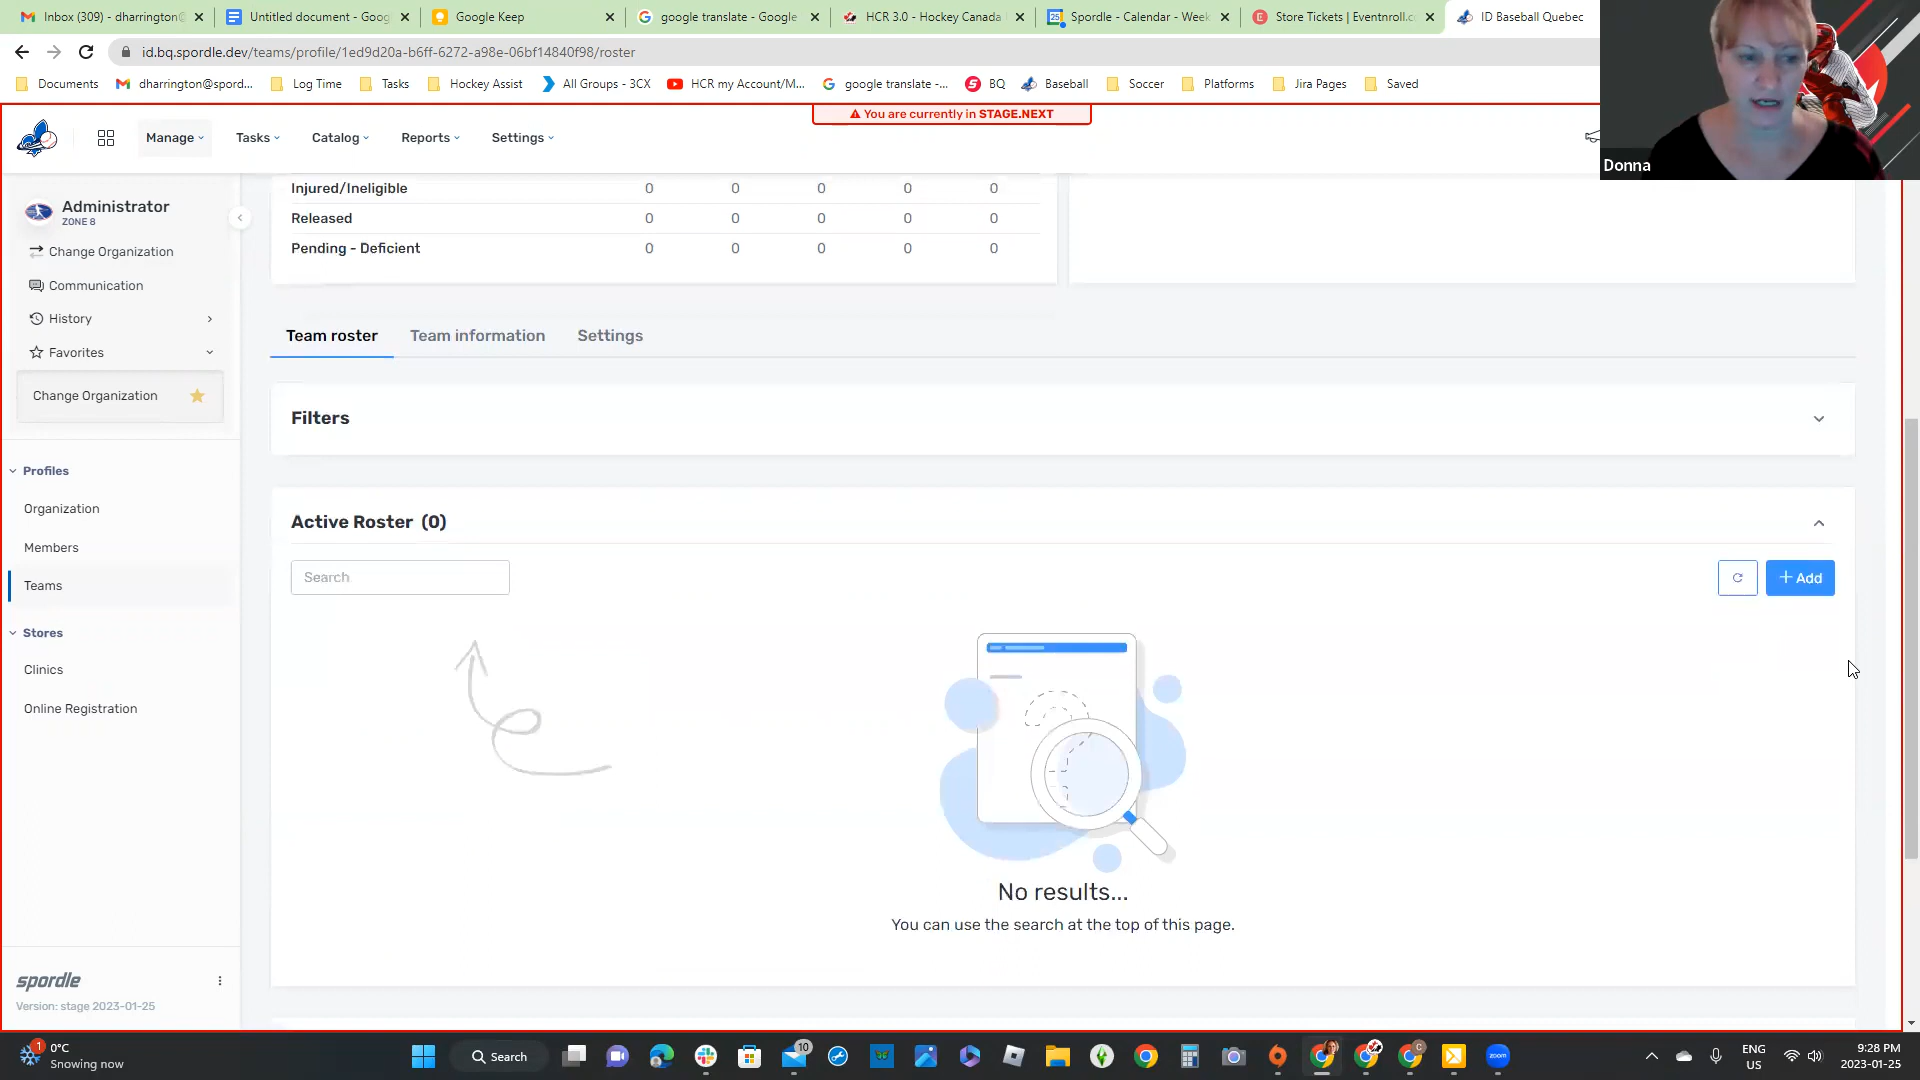 Inbox (309) - dharrington@
Untitled document - Goog
Google Keep
google translate - Google
HCR 3.0 - Hockey Canada
Spordle - Calendar - Week
Store Tickets | Eventnroll.c
ID Baseball Quebec
id.bq.spordle.dev/teams/profile/1ed9d20a-b6ff-6272-a98e-06bf14840f98/roster
Documents
dharrington@spord...
Log Time
Tasks
Hockey Assist
All Groups - 3CX
HCR my Account/M...
google translate -...
BQ
Baseball
Soccer
Platforms
Jira Pages
Saved
You are currently in STAGE.NEXT
Manage
Tasks
Catalog
Reports
Settings
Donna
Administrator
ZONE 8
Change Organization
Communication
History
Favorites
Change Organization
Profiles
Organization
Members
Teams
Stores
Clinics
Online Registration
spordle
Version: stage 2023-01-25
Injured/Ineligible 0 0 0 0 0
Released 0 0 0 0 0
Pending - Deficient 0 0 0 0 0
Team roster
Team information
Settings
Filters
Active Roster (0)
Search
+ Add
No results...
You can use the search at the top of this page.
1
0°C
Snowing now
Search
10
C
zoom
ENG
US
9:28 PM
2023-01-25